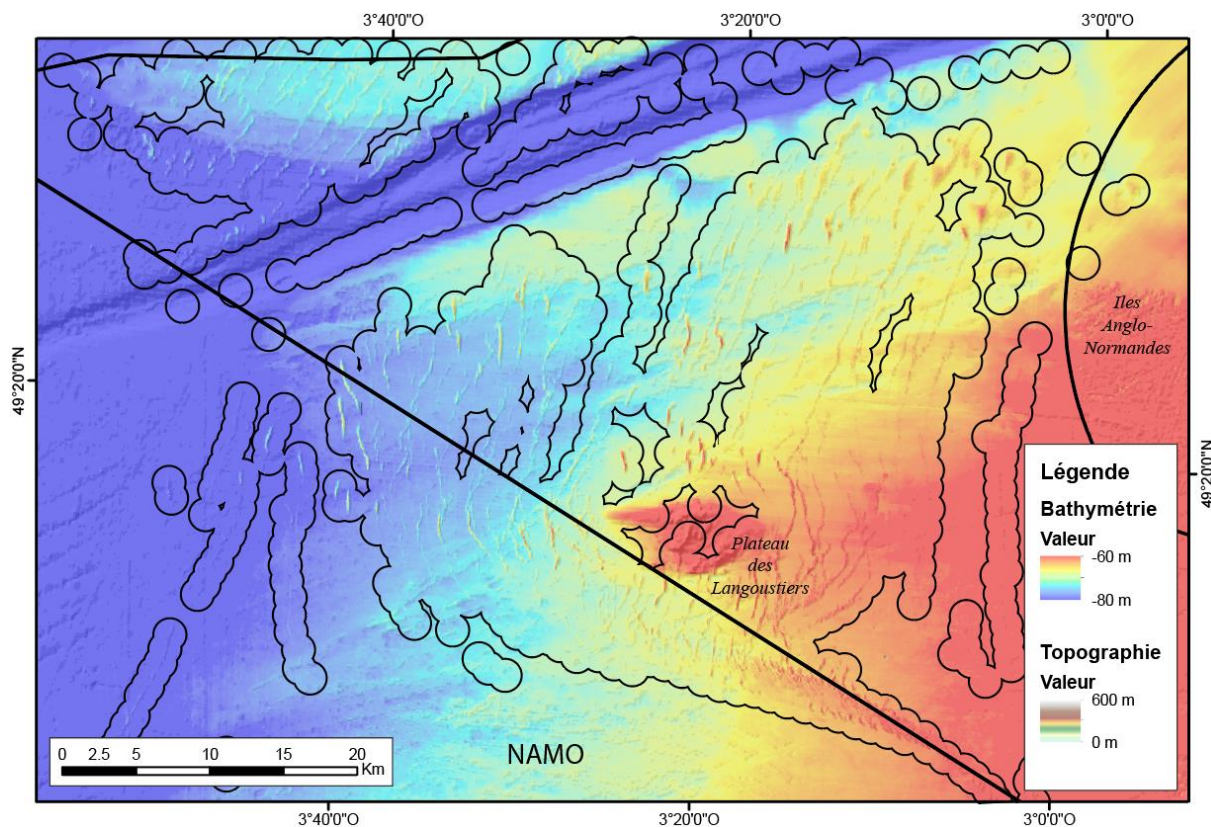 3°40'0"O
3°20'0"O
3°0'0"O
49°20'0"N
Iles
Anglo-
Normandes
49°20'0"N
Plateau
des
Langoustiers
NAMO
Légende
Bathymétrie
Valeur
-60 m
-80 m
Topographie
Valeur
600 m
0 m
0 2.5 5 10 15 20
Km
3°40'0"O
3°20'0"O
3°0'0"O